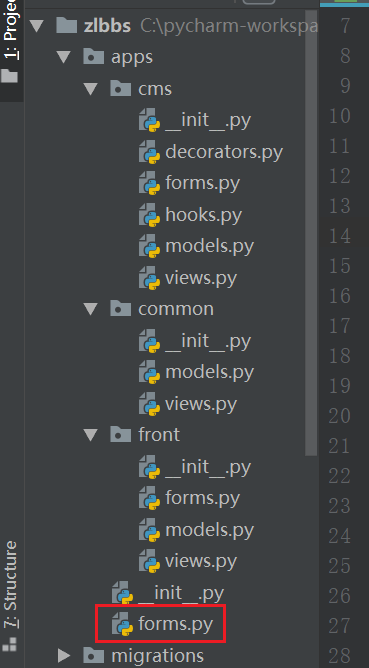 1: Project
zlbbs C:\pycharm-workspa
apps
cms
__init__.py
decorators.py
forms.py
hooks.py
models.py
views.py
common
__init__.py
models.py
views.py
front
__init__.py
forms.py
models.py
views.py
__init__.py
forms.py
migrations
7: Structure
7
8
9
10
11
12
13
14
15
16
17
18
19
20
21
22
23
24
25
26
27
28